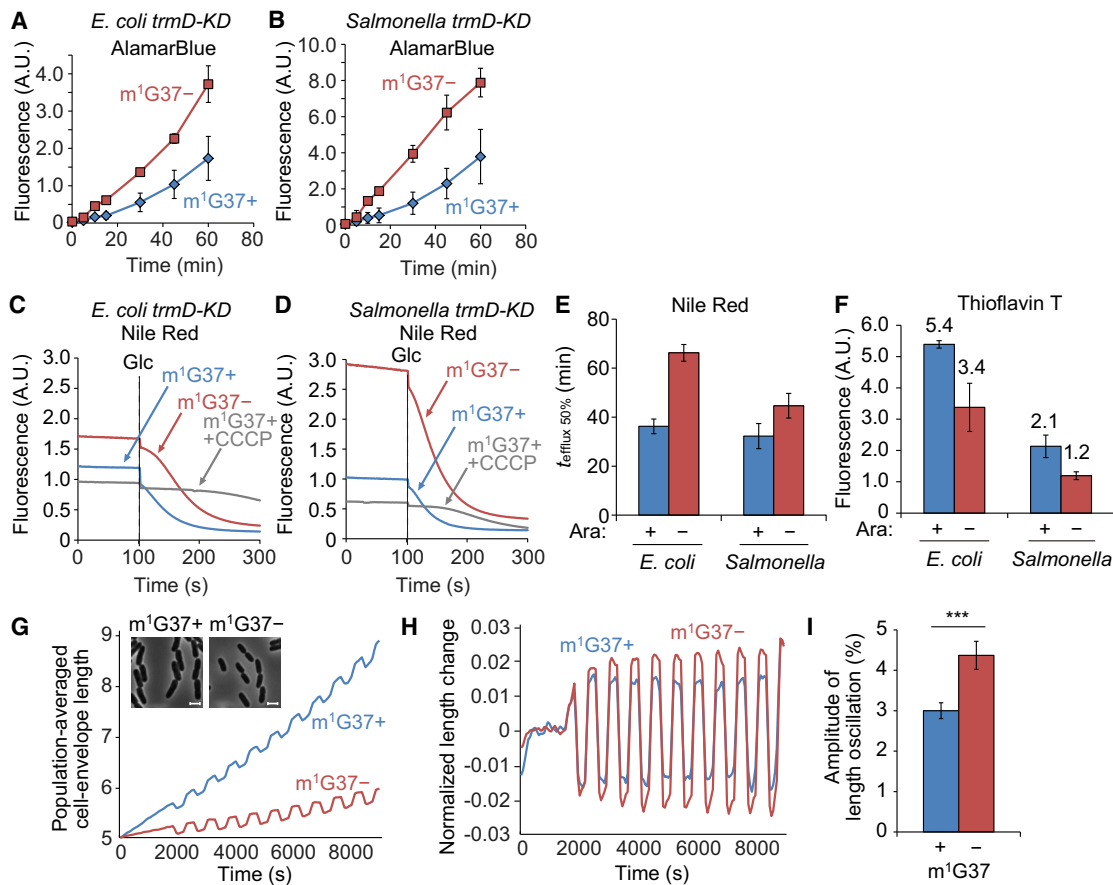 A
E. coli trmD-KD
AlamarBlue
Fluorescence (A.U.)
4.0
3.0
2.0
1.0
0
m¹G37−
m¹G37+
0 20 40 60 80
Time (min)
B
Salmonella trmD-KD
AlamarBlue
Fluorescence (A.U.)
10.0
8.0
6.0
4.0
2.0
0.0
m¹G37−
m¹G37+
0 20 40 60 80
Time (min)
C
E. coli trmD-KD
Nile Red
Fluorescence (A.U.)
3.0
2.5
2.0
1.5
1.0
0.5
0
Glc
m¹G37+
m¹G37−
m¹G37+
+CCCP
0 100 200 300
Time (s)
D
Salmonella trmD-KD
Nile Red
Fluorescence (A.U.)
3.0
2.5
2.0
1.5
1.0
0.5
0
Glc
m¹G37−
m¹G37+
m¹G37+
+CCCP
0 100 200 300
Time (s)
E
Nile Red
t efflux 50% (min)
80
60
40
20
0
Ara: + − + −
E. coli Salmonella
F
Thioflavin T
Fluorescence (A.U.)
6.0
5.0
4.0
3.0
2.0
1.0
0.0
5.4
3.4
2.1
1.2
Ara: + − + −
E. coli Salmonella
G
m¹G37+ m¹G37−
Population-averaged
cell-envelope length
9
8
7
6
5
m¹G37+
m¹G37−
0 2000 4000 6000 8000
Time (s)
H
Normalized length change
0.03
0.02
0.01
0
-0.01
-0.02
-0.03
m¹G37+
m¹G37−
0 2000 4000 6000 8000
Time (s)
I
Amplitude of
length oscillation (%)
5
4
3
2
1
0
***
+ −
m¹G37